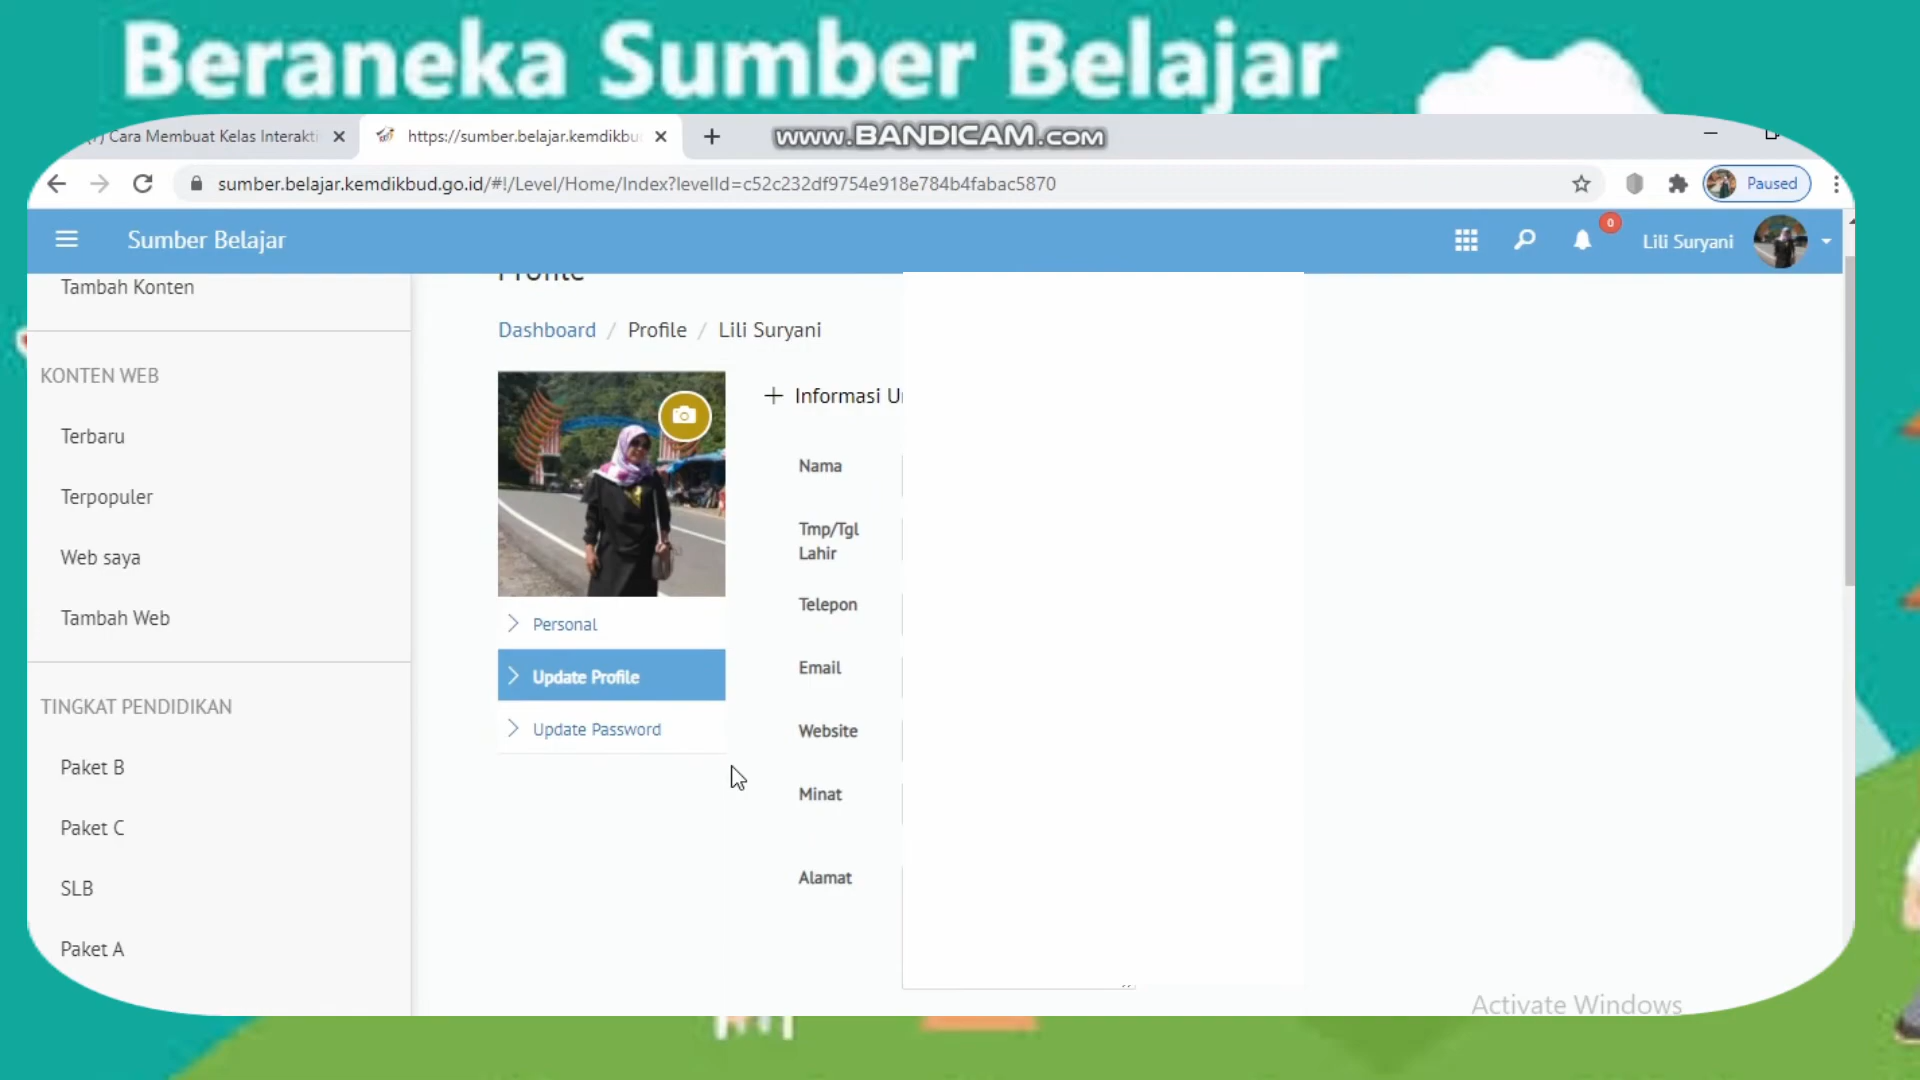 Beraneka Sumber Belajar
Cara Membuat Kelas Interakti
https://sumber.belajar.kemdikbu
www.BANDICAM.com
sumber.belajar.kemdikbud.go.id/#!/Level/Home/Index?levelId=c52c232df9754e918e784b4fabac5870
Paused
Sumber Belajar
0
Lili Suryani
Profile
Tambah Konten
Dashboard / Profile / Lili Suryani
KONTEN WEB
Informasi U
Terbaru
Nama
Terpopuler
Tmp/Tgl
Lahir
Web saya
Telepon
Tambah Web
Personal
Email
Update Profile
TINGKAT PENDIDIKAN
Website
Update Password
Paket B
Minat
Paket C
Alamat
SLB
Paket A
Activate Windows